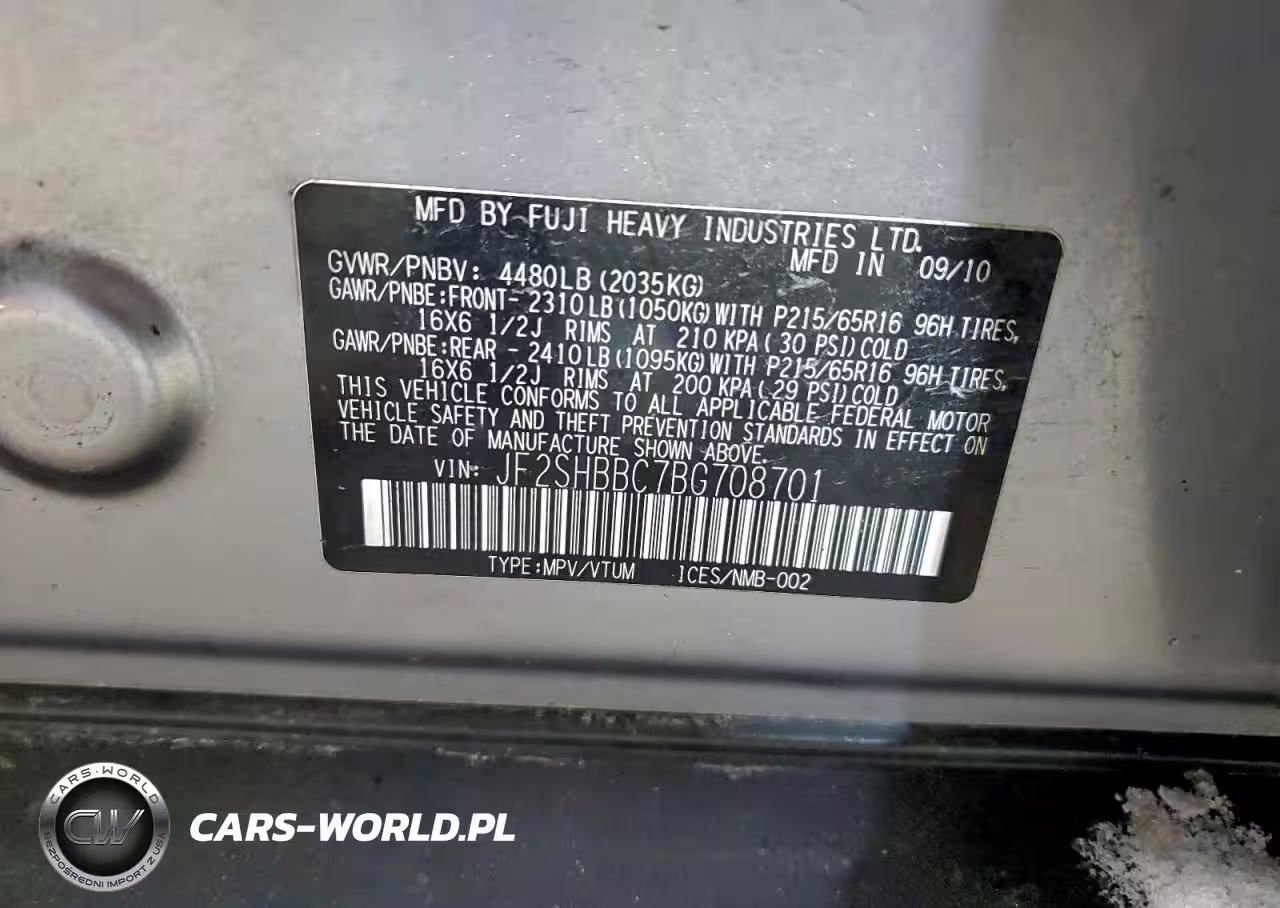 MFD BY FUJI HEAVY INDUSTRIES LTD.
MFD IN 09/10
GVWR/PNBV: 4480LB(2035KG)
GAWR/PNBE:FRONT- 2310LB(1050KG)WITH P215/65R16 96H TIRES,
16X6 1/2J RIMS AT 210 KPA( 30 PSI)COLD
GAWR/PNBE:REAR - 2410LB(1095KG)WITH P215/65R16 96H TIRES,
16X6 1/2J RIMS AT 200 KPA( 29 PSI)COLD
THIS VEHICLE CONFORMS TO ALL APPLICABLE FEDERAL MOTOR
VEHICLE SAFETY AND THEFT PREVENTION STANDARDS IN EFFECT ON
THE DATE OF MANUFACTURE SHOWN ABOVE.
VIN: JF2SHBBC7BG708701
TYPE:MPV/VTUM ICES/NMB-002
CARS-WORLD
CW
BEZPOŚREDNI IMPORT Z USA
CARS-WORLD.PL